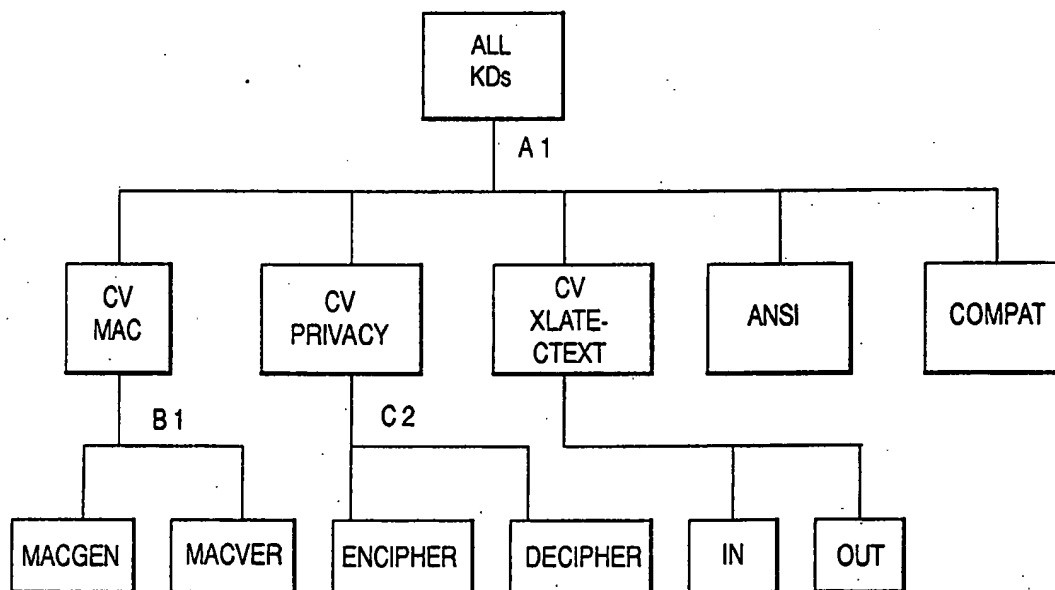 ALL
KDs
A 1
CV
MAC
CV
PRIVACY
CV
XLATE-
CTEXT
ANSI
COMPAT
B 1
C 2
MACGEN
MACVER
ENCIPHER
DECIPHER
IN
OUT